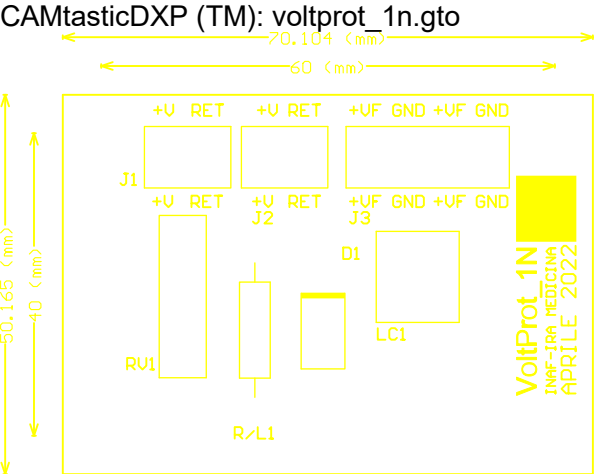 CAMtasticDXP (TM): voltprot_1n.gto
70.104 (mm)
60 (mm)
+V RET +V RET +VF GND +VF GND
J1
+V RET +V RET +VF GND +VF GND
J2 J3
D1
50.165 (mm)
40 (mm)
LC1
RV1
R/L1
VoltProt_1N
INAF-IRA MEDICINA
APRILE 2022